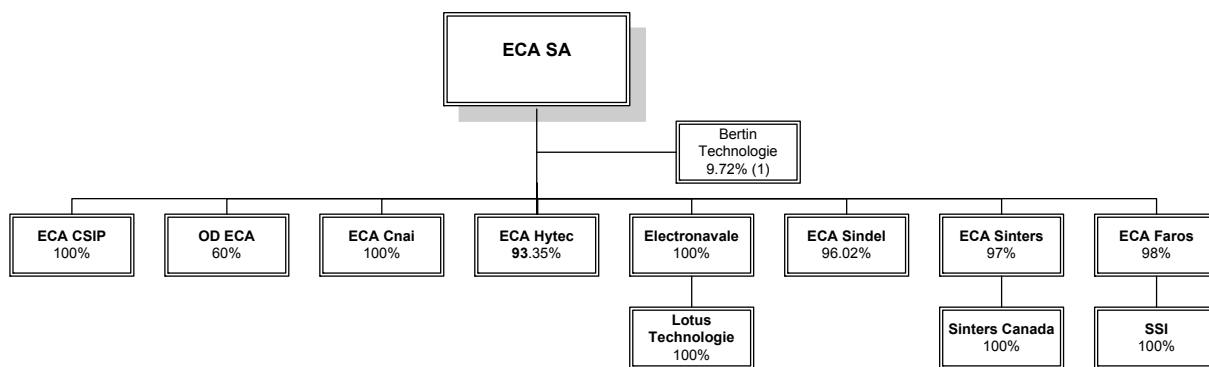 ECA SA
Bertin
Technologie
9.72% (1)
ECA CSIP
100%
OD ECA
60%
ECA Cnai
100%
ECA Hytec
93.35%
Electronavale
100%
ECA Sindel
96.02%
ECA Sinters
97%
ECA Faros
98%
Lotus
Technologie
100%
Sinters Canada
100%
SSI
100%